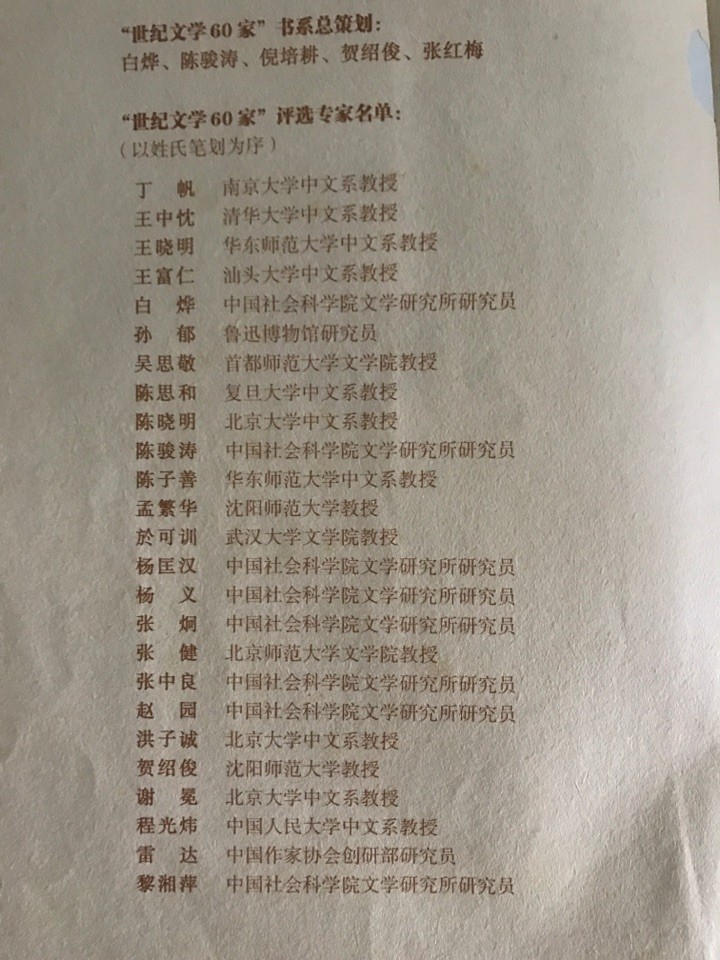 “世纪文学60家”书系总策划：
白烨、陈骏涛、倪培耕、贺绍俊、张红梅
“世纪文学60家”评选专家名单：
（以姓氏笔划为序）
丁　帆　南京大学中文系教授
王中忱　清华大学中文系教授
王晓明　华东师范大学中文系教授
王富仁　汕头大学中文系教授
白　烨　中国社会科学院文学研究所研究员
孙　郁　鲁迅博物馆研究员
吴思敬　首都师范大学文学院教授
陈思和　复旦大学中文系教授
陈晓明　北京大学中文系教授
陈骏涛　中国社会科学院文学研究所研究员
陈子善　华东师范大学中文系教授
孟繁华　沈阳师范大学教授
於可训　武汉大学文学院教授
杨匡汉　中国社会科学院文学研究所研究员
杨　义　中国社会科学院文学研究所研究员
张　炯　中国社会科学院文学研究所研究员
张　健　北京师范大学文学院教授
张中良　中国社会科学院文学研究所研究员
赵　园　中国社会科学院文学研究所研究员
洪子诚　北京大学中文系教授
贺绍俊　沈阳师范大学教授
谢　冕　北京大学中文系教授
程光炜　中国人民大学中文系教授
雷　达　中国作家协会创研部研究员
黎湘萍　中国社会科学院文学研究所研究员